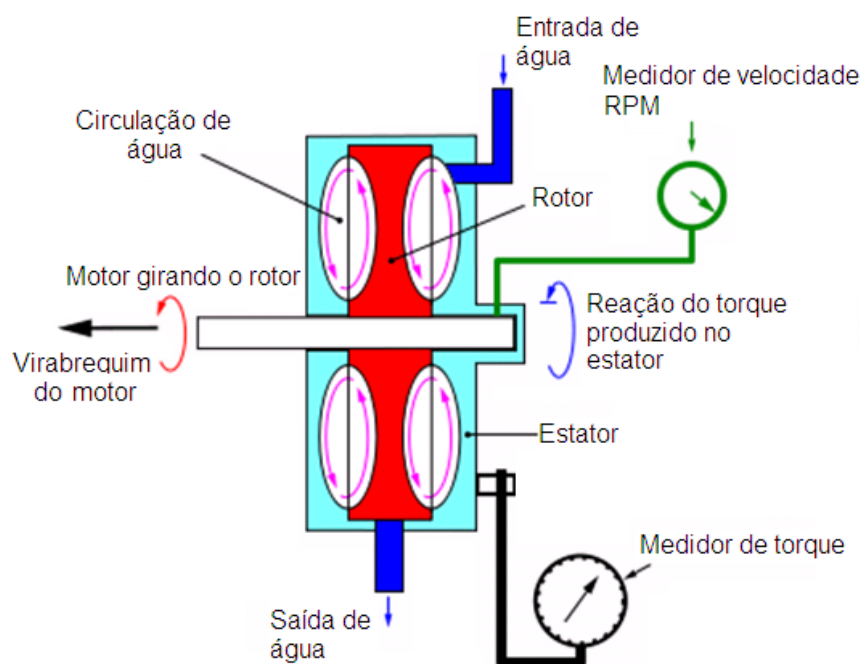 Entrada de
água
Medidor de velocidade
RPM
Circulação de
água
Rotor
Motor girando o rotor
Reação do torque
produzido no
estator
Virabrequim
do motor
Estator
Medidor de torque
Saída de
água